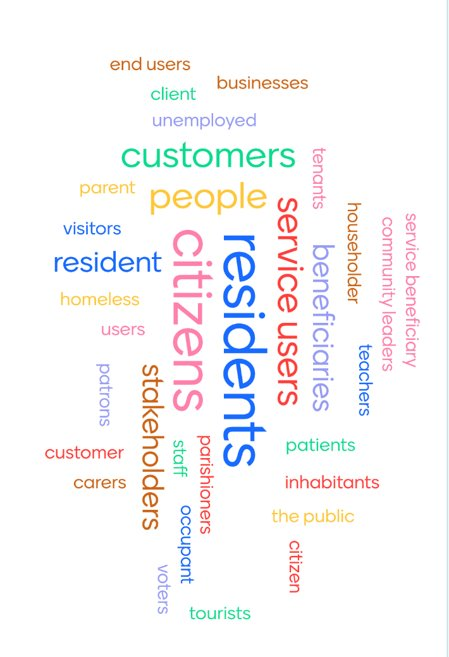 end users
businesses
client
unemployed
customers
tenants
parent
people
service users
householder
service beneficiary
community leaders
visitors
citizens
residents
beneficiaries
resident
homeless
users
teachers
patrons
stakeholders
customer
staff
parishioners
patients
carers
inhabitants
occupant
the public
citizen
voters
tourists